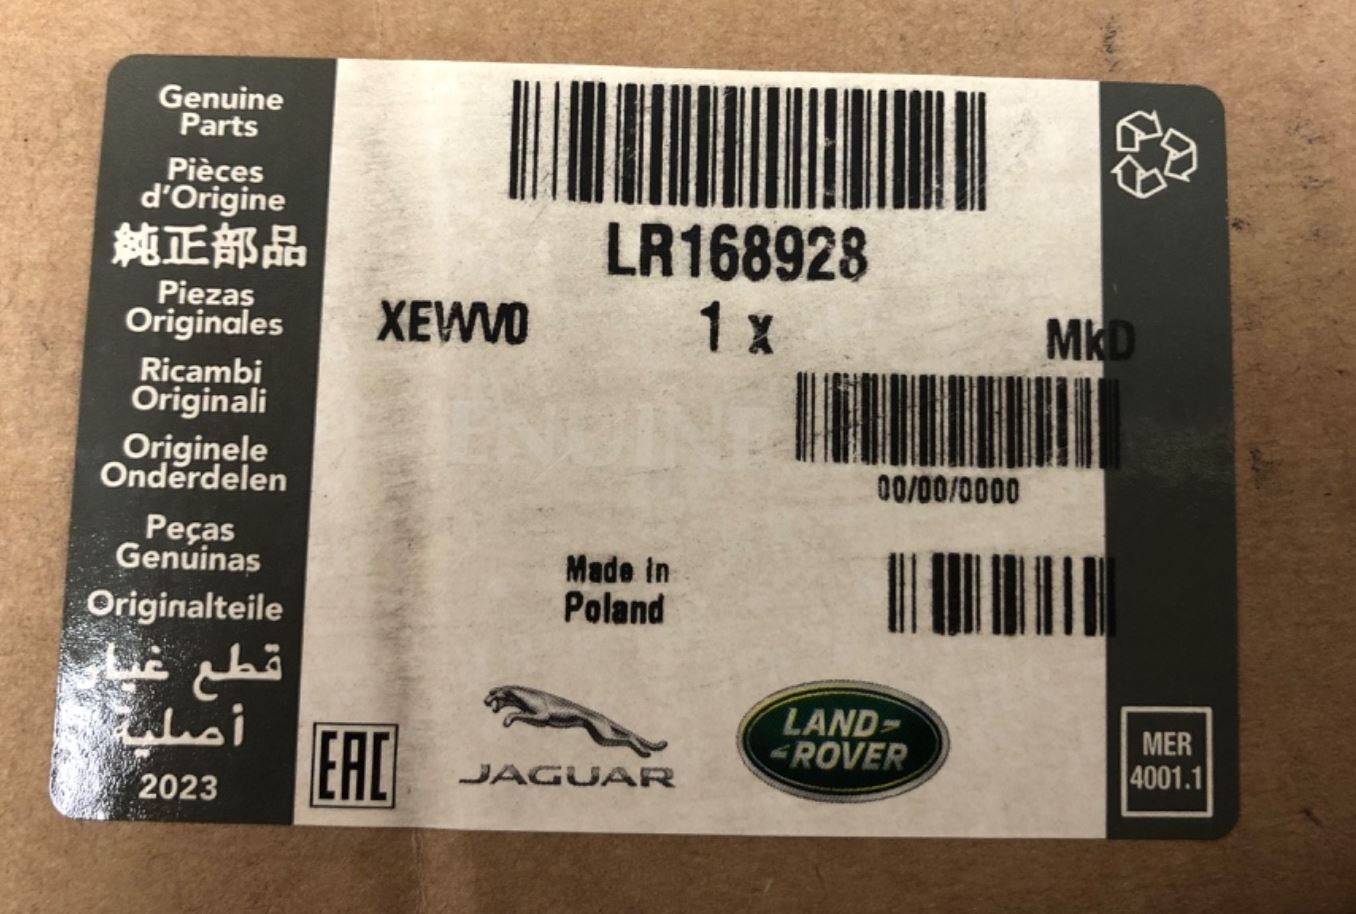 Genuine
Parts
Pièces
d'Origine
純正部品
Piezas
Originales
Ricambi
Originali
Originele
Onderdelen
Peças
Genuinas
Originalteile
قطع غيار
أصلية
2023
LR168928
XEWV0
1 x
MkD
00/00/0000
Made in
Poland
EAC
JAGUAR
LAND-
-ROVER
MER
4001.1